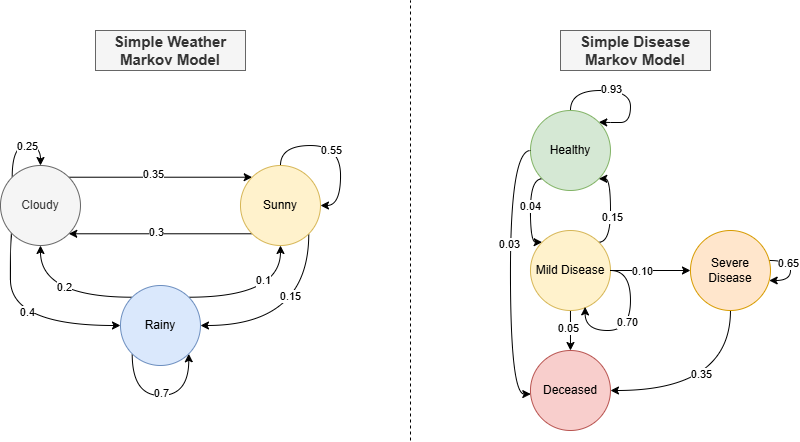 Simple Weather
Markov Model
0.25
0.35
0.55
Cloudy
Sunny
0.3
0.2
0.1
0.15
0.4
Rainy
0.7
Simple Disease
Markov Model
0.93
Healthy
0.04
0.15
0.03
Mild Disease
0.10
Severe
Disease
0.65
0.70
0.05
0.35
Deceased